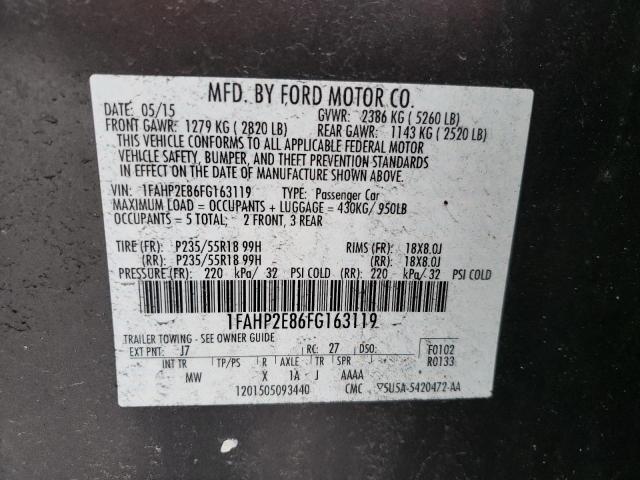 MFD. BY FORD MOTOR CO.
DATE: 05/15 GVWR: 2386 KG ( 5260 LB)
FRONT GAWR: 1279 KG ( 2820 LB) REAR GAWR: 1143 KG ( 2520 LB)
THIS VEHICLE CONFORMS TO ALL APPLICABLE FEDERAL MOTOR
VEHICLE SAFETY, BUMPER, AND THEFT PREVENTION STANDARDS
IN EFFECT ON THE DATE OF MANUFACTURE SHOWN ABOVE.
VIN: 1FAHP2E86FG163119 TYPE: Passenger Car
MAXIMUM LOAD = OCCUPANTS + LUGGAGE = 430KG/ 950LB
OCCUPANTS = 5 TOTAL; 2 FRONT, 3 REAR
TIRE (FR): P235/55R18 99H RIMS (FR): 18X8.0J
(RR): P235/55R18 99H (RR): 18X8.0J
PRESSURE (FR): 220 kPa/ 32 PSI COLD (RR): 220 kPa/ 32 PSI COLD
1FAHP2E86FG163119
TRAILER TOWING - SEE OWNER GUIDE
EXT PNT: J7 RC: 27 DSO: F0102
INT TR TP/PS R AXLE TR SPR R0133
MW X 1A J AAAA
1201505093440 CMC ▽5U5A-5420472-AA